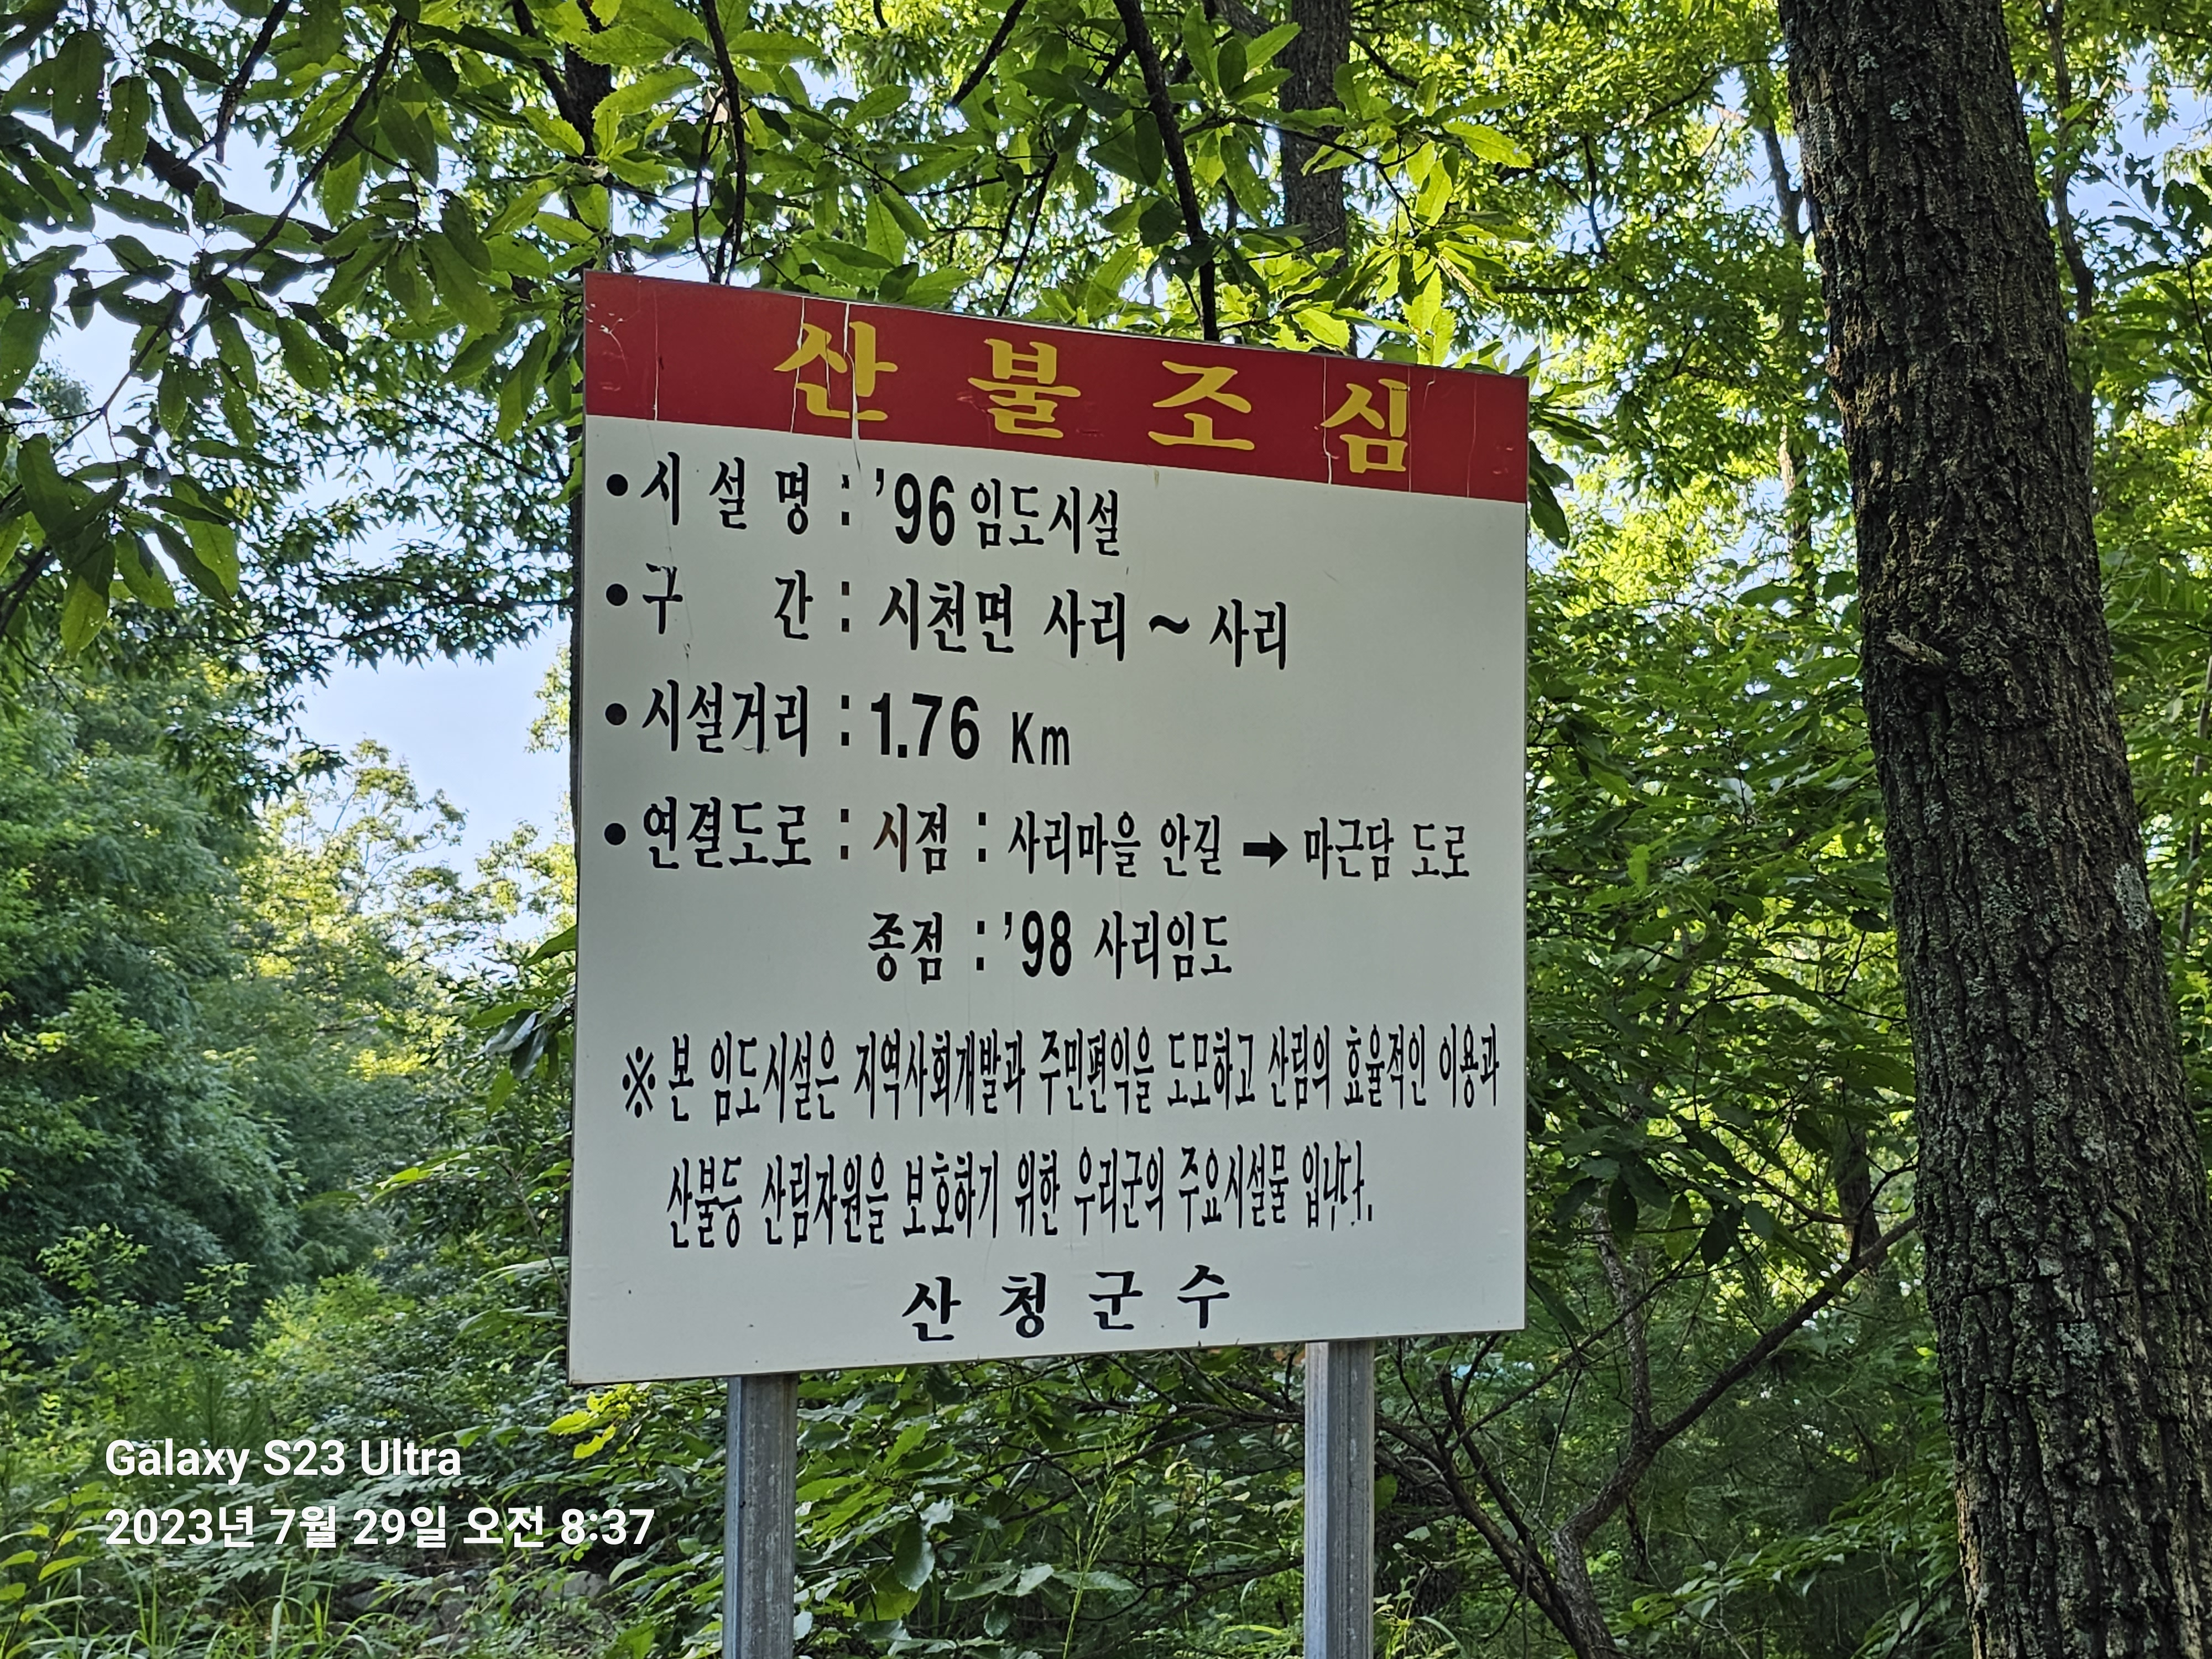 산불조심
•시설명 : '96 임도시설
•구 간 : 시천면 사리 ~ 사리
•시설거리 : 1.76 Km
•연결도로 : 시점 : 사리마을 안길 ➡ 마근담 도로
종점 : '98 사리임도
※ 본 임도시설은 지역사회개발과 주민편익을 도모하고 산림의 효율적인 이용과
산불등 산림자원을 보호하기 위한 우리군의 주요시설물 입니다.
산청군수
Galaxy S23 Ultra
2023년 7월 29일 오전 8:37